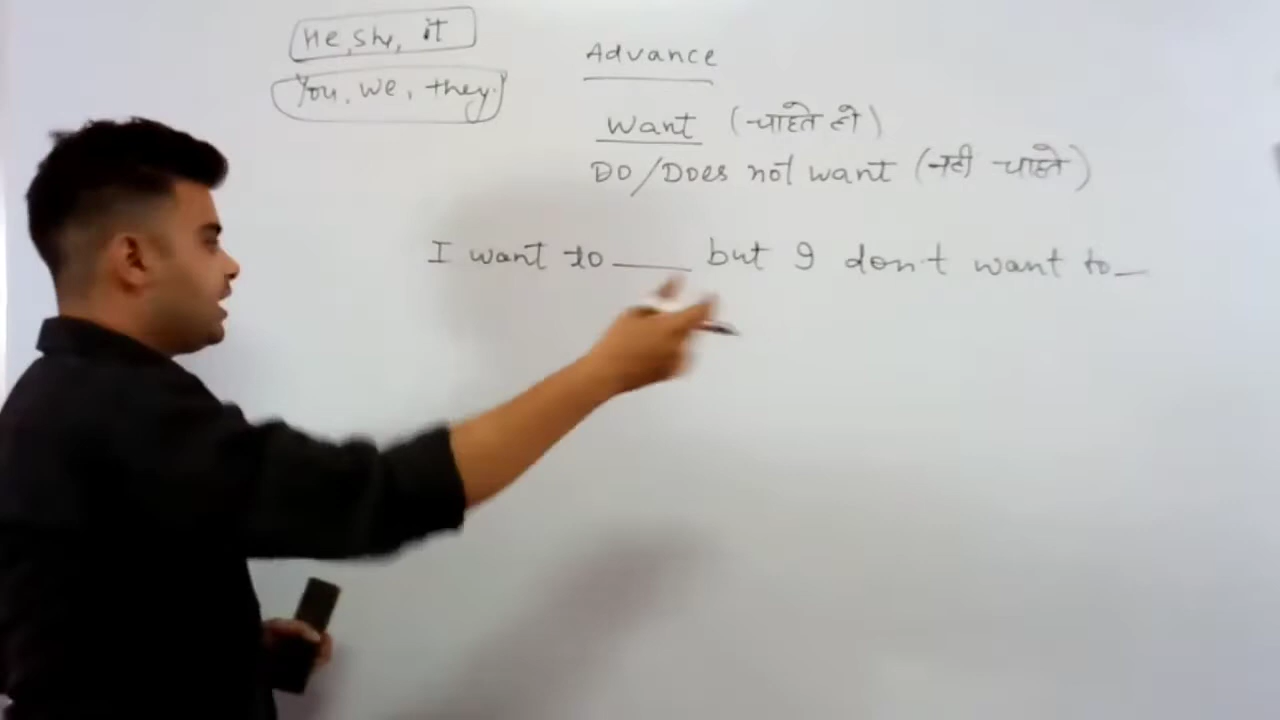 He, she, it
You, we, they.
Advance
Want (चाहते हो)
DO/Does not want (नही चाहते)
I want to ___ but I don't want to _